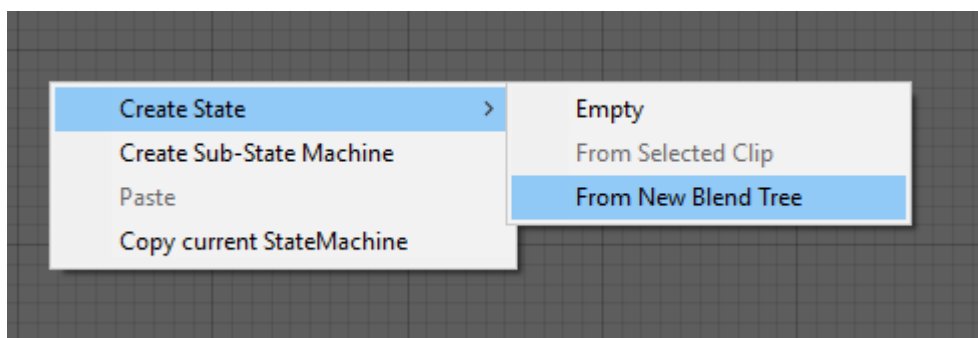 Create State
Create Sub-State Machine
Paste
Copy current StateMachine
Empty
From Selected Clip
From New Blend Tree